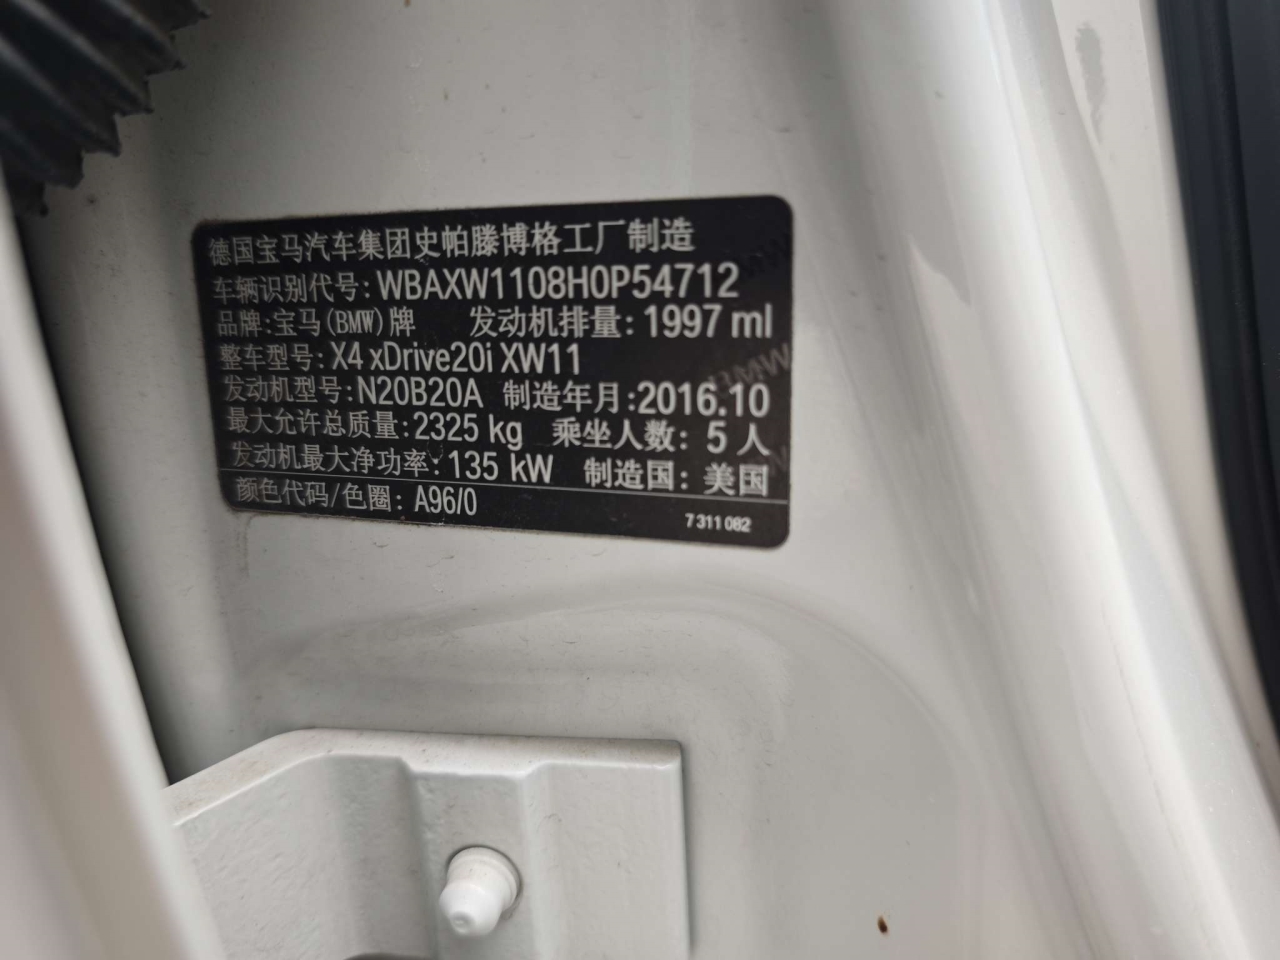 德国宝马汽车集团史帕滕博格工厂制造
车辆识别代号: WBAXW1108H0P54712
品牌:宝马(BMW)牌 发动机排量: 1997 ml
整车型号: X4 xDrive20i XW11
发动机型号: N20B20A 制造年月:2016.10
最大允许总质量: 2325 kg 乘坐人数: 5 人
发动机最大净功率: 135 kW 制造国: 美国
颜色代码/色圈: A96/0
7311082